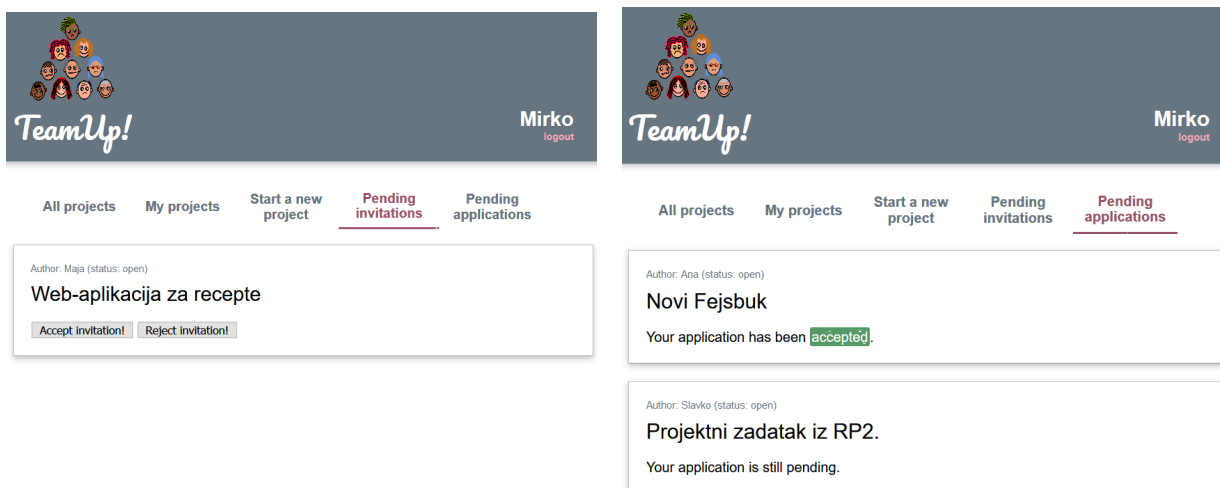 TeamUp!
Mirko
logout
All projects
My projects
Start a new
project
Pending
invitations
Pending
applications
Author: Maja (status: open)
Web-aplikacija za recepte
Accept invitation! Reject invitation!
TeamUp!
Mirko
logout
All projects
My projects
Start a new
project
Pending
invitations
Pending
applications
Author: Ana (status: open)
Novi Fejsbuk
Your application has been accepted.
Author: Slavko (status: open)
Projektni zadatak iz RP2.
Your application is still pending.